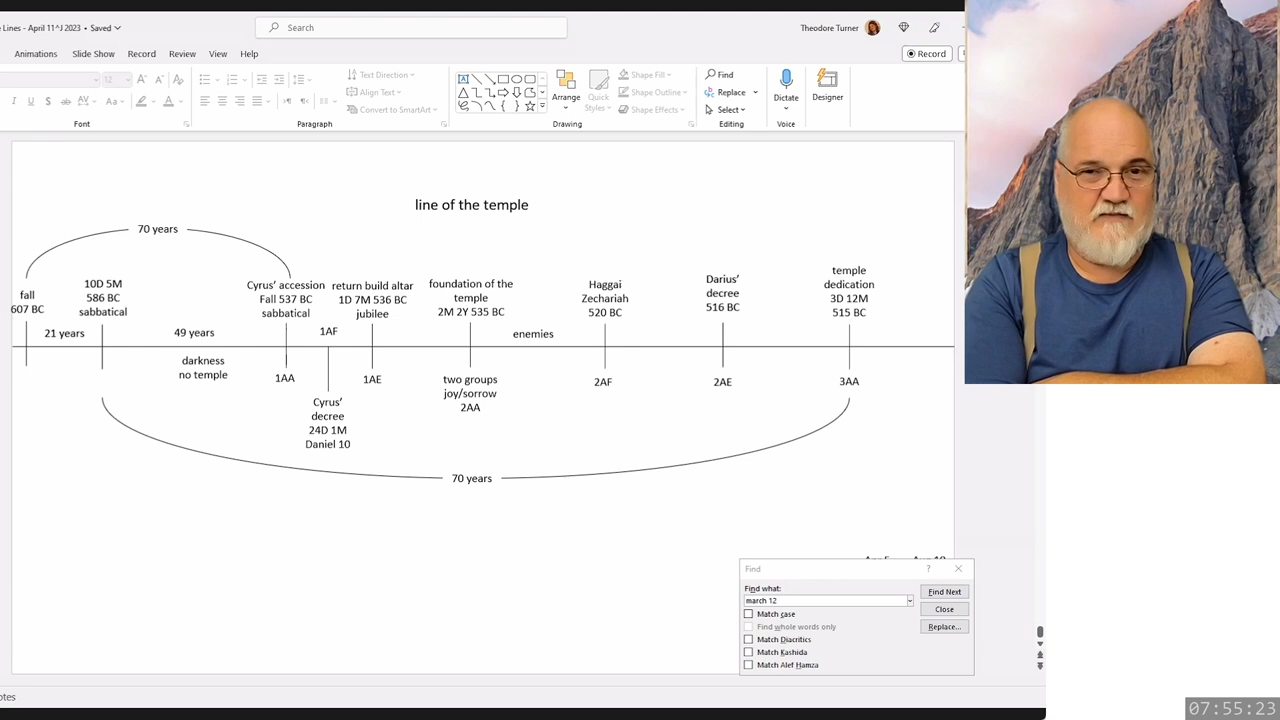 Lines - April 11^J 2023 • Saved
Search
Theodore Turner
Animations Slide Show Record Review View Help
Record
12
Text Direction
Align Text
Convert to SmartArt
Arrange
Quick Styles
Shape Fill
Shape Outline
Shape Effects
Find
Replace
Select
Dictate
Designer
Font
Paragraph
Drawing
Editing
Voice
line of the temple
70 years
fall
607 BC
10D 5M
586 BC
sabbatical
Cyrus' accession
Fall 537 BC
sabbatical
return build altar
1D 7M 536 BC
jubilee
foundation of the
temple
2M 2Y 535 BC
Haggai
Zechariah
520 BC
Darius'
decree
516 BC
temple
dedication
3D 12M
515 BC
21 years
49 years
1AF
enemies
darkness
no temple
1AA
1AE
two groups
joy/sorrow
2AA
2AF
2AE
3AA
Cyrus'
decree
24D 1M
Daniel 10
70 years
Find
? ×
Find what:
march 12
Match case
Find whole words only
Match Diacritics
Match Kashida
Match Alef Hamza
Find Next
Close
Replace...
otes
07:55:23